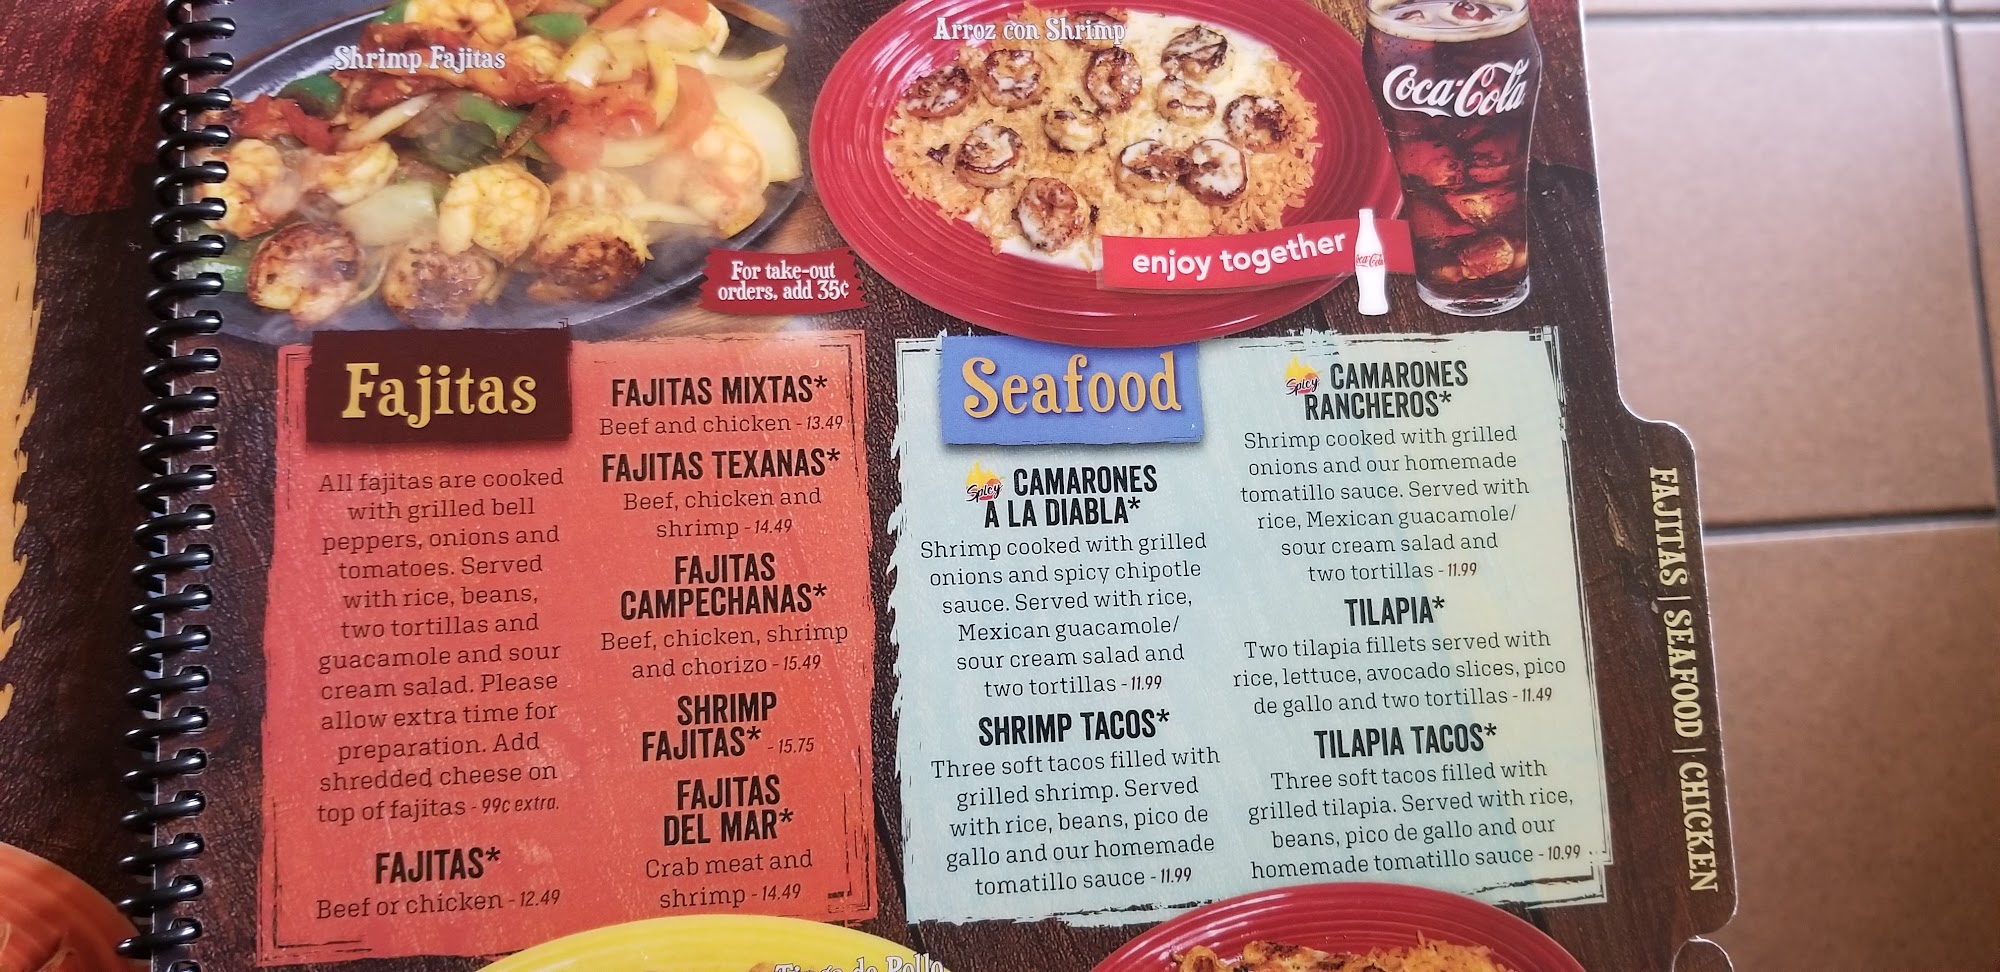 Shrimp Fajitas
Arroz con Shrimp
Coca-Cola
enjoy together
Coca-Cola
For take-out
orders, add 35¢
Fajitas
All fajitas are cooked
with grilled bell
peppers, onions and
tomatoes. Served
with rice, beans,
two tortillas and
guacamole and sour
cream salad. Please
allow extra time for
preparation. Add
shredded cheese on
top of fajitas - 99¢ extra.
FAJITAS*
Beef or chicken - 12.49
FAJITAS MIXTAS*
Beef and chicken - 13.49
FAJITAS TEXANAS*
Beef, chicken and
shrimp - 14.49
FAJITAS
CAMPECHANAS*
Beef, chicken, shrimp
and chorizo - 15.49
SHRIMP
FAJITAS* - 15.75
FAJITAS
DEL MAR*
Crab meat and
shrimp - 14.49
Seafood
Spicy CAMARONES
A LA DIABLA*
Shrimp cooked with grilled
onions and spicy chipotle
sauce. Served with rice,
Mexican guacamole/
sour cream salad and
two tortillas - 11.99
SHRIMP TACOS*
Three soft tacos filled with
grilled shrimp. Served
with rice, beans, pico de
gallo and our homemade
tomatillo sauce - 11.99
Spicy CAMARONES
RANCHEROS*
Shrimp cooked with grilled
onions and our homemade
tomatillo sauce. Served with
rice, Mexican guacamole/
sour cream salad and
two tortillas - 11.99
TILAPIA*
Two tilapia fillets served with
rice, lettuce, avocado slices, pico
de gallo and two tortillas - 11.49
TILAPIA TACOS*
Three soft tacos filled with
grilled tilapia. Served with rice,
beans, pico de gallo and our
homemade tomatillo sauce - 10.99
FAJITAS | SEAFOOD | CHICKEN
de Pollo